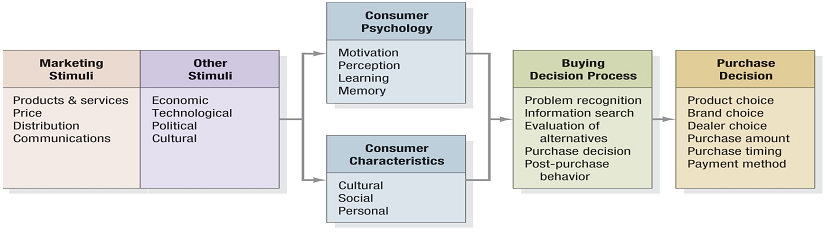 Marketing
Stimuli
Products & services
Price
Distribution
Communications
Other
Stimuli
Economic
Technological
Political
Cultural
Consumer
Psychology
Motivation
Perception
Learning
Memory
Consumer
Characteristics
Cultural
Social
Personal
Buying
Decision Process
Problem recognition
Information search
Evaluation of
alternatives
Purchase decision
Post-purchase
behavior
Purchase
Decision
Product choice
Brand choice
Dealer choice
Purchase amount
Purchase timing
Payment method